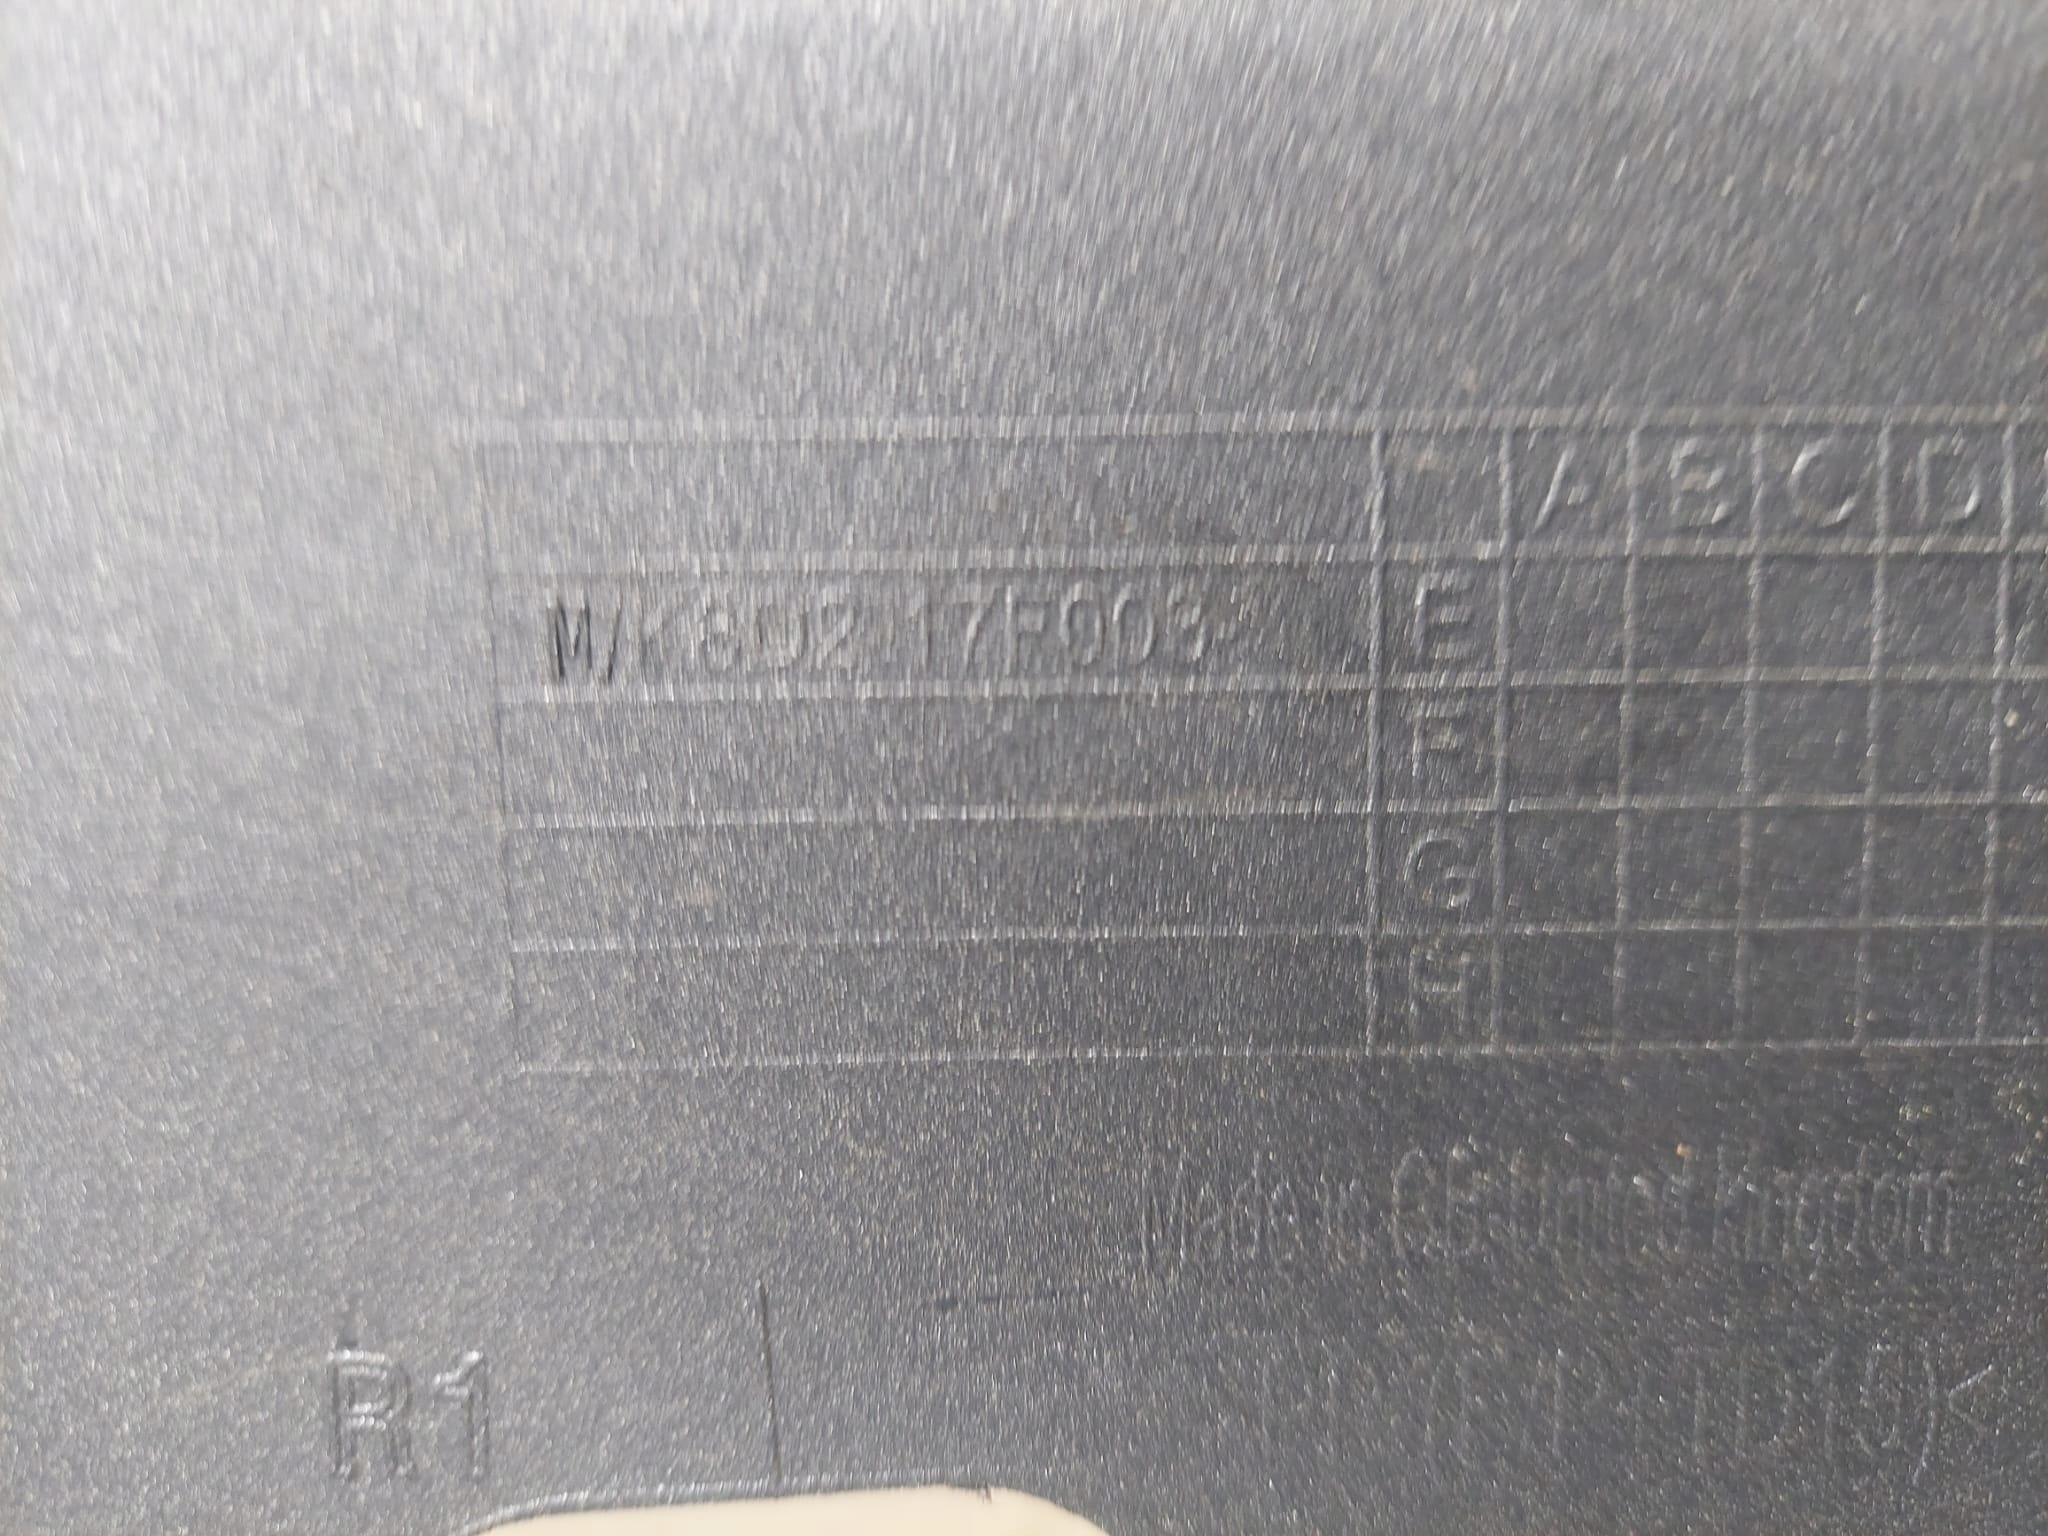 A B C D
M/K8D2-17F003-
E
F
G
H
Made in GB United Kingdom
R1